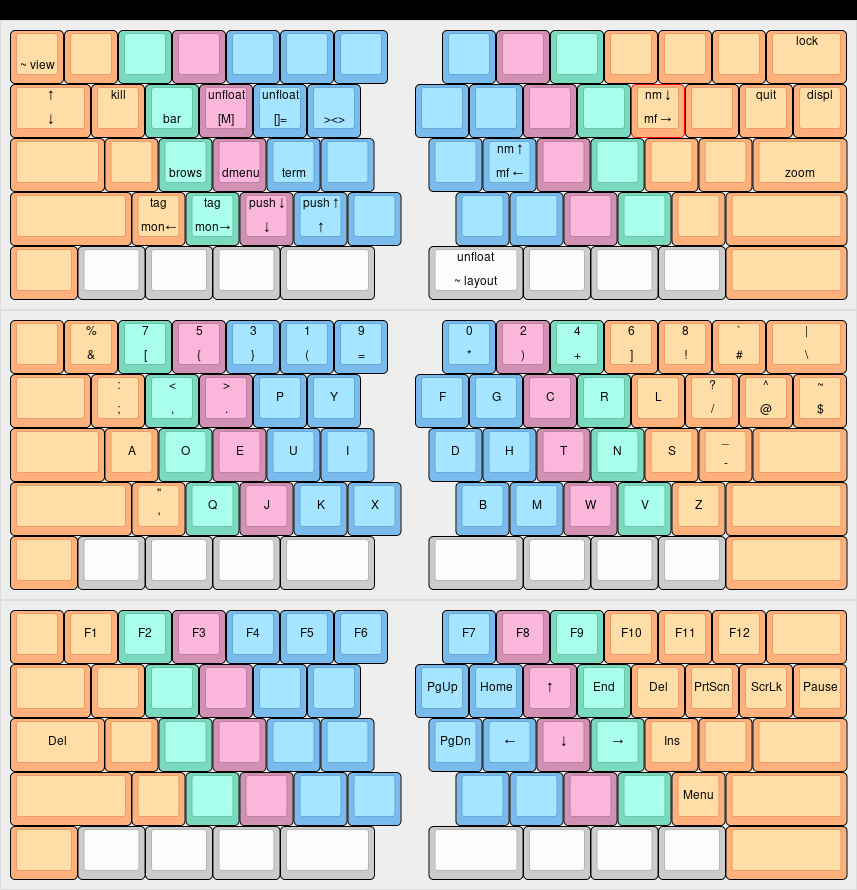 lock
~ view
↑ kill unfloat unfloat nm ↓ quit displ
↓ bar [M] []= ><> mf →
nm ↑
brows dmenu term mf ← zoom
tag tag push ↓ push ↑
mon← mon→ ↓ ↑
unfloat
~ layout
% 7 5 3 1 9 0 2 4 6 8 ` |
& [ { } ( = * ) + ] ! # \
: < > P Y F G C R L ? ^ ~
; , . / @ $
A O E U I D H T N S _
-
" Q J K X B M W V Z
'
F1 F2 F3 F4 F5 F6 F7 F8 F9 F10 F11 F12
PgUp Home ↑ End Del PrtScn ScrLk Pause
Del PgDn ← ↓ → Ins
Menu